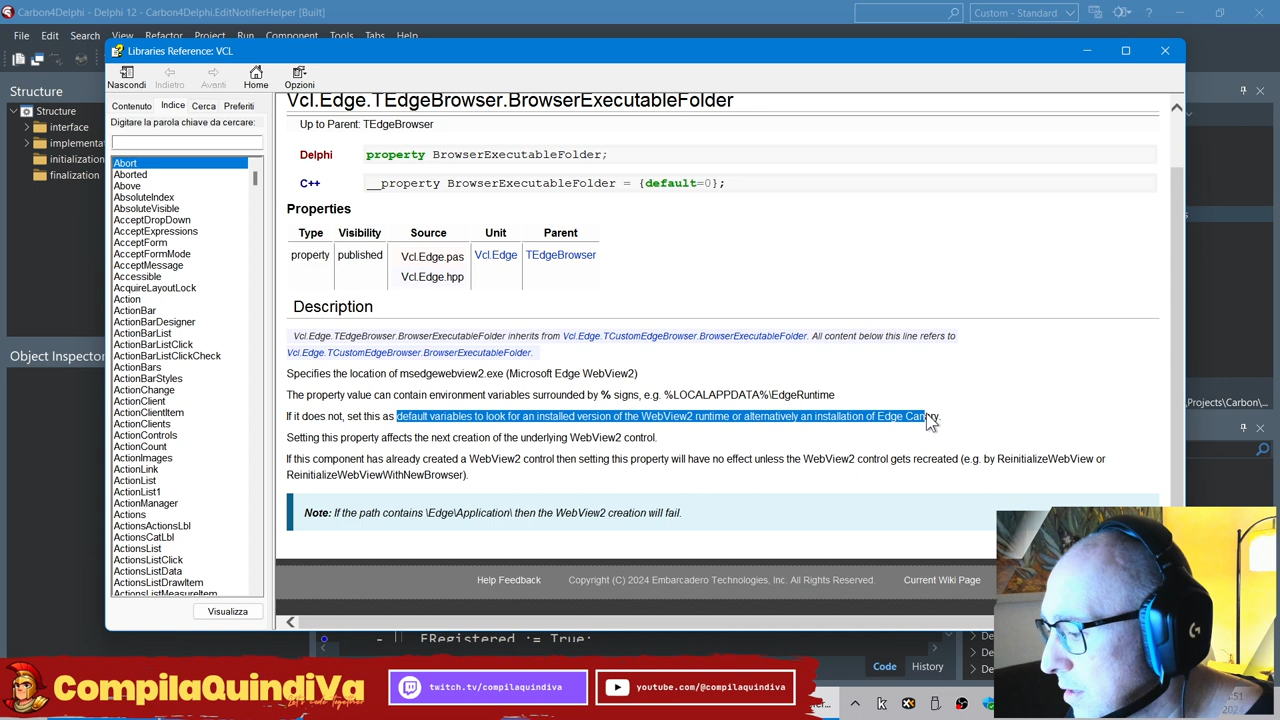 Carbon4Delphi - Delphi 12 - Carbon4Delphi.EditNotifierHelper [Built]
Custom - Standard
File Edit Search View Refactor Project Run Component Tools Tabs Help
Libraries Reference: VCL
Nascondi Indietro Avanti Home Opzioni
Structure
Structure
interface
implementa
initialization
finalization
Object Inspector
Contenuto Indice Cerca Preferiti
Digitare la parola chiave da cercare:
Abort
Aborted
Above
AbsoluteIndex
AbsoluteVisible
AcceptDropDown
AcceptExpressions
AcceptForm
AcceptFormMode
AcceptMessage
Accessible
AcquireLayoutLock
Action
ActionBar
ActionBarDesigner
ActionBarList
ActionBarListClick
ActionBarListClickCheck
ActionBars
ActionBarStyles
ActionChange
ActionClient
ActionClientItem
ActionClients
ActionControls
ActionCount
ActionImages
ActionLink
ActionList
ActionList1
ActionManager
Actions
ActionsActionsLbl
ActionsCatLbl
ActionsList
ActionsListClick
ActionsListData
ActionsListDrawItem
ActionsListMeasureItem
Visualizza
Vcl.Edge.TEdgeBrowser.BrowserExecutableFolder
Up to Parent: TEdgeBrowser
Delphi property BrowserExecutableFolder;
C++ __property BrowserExecutableFolder = {default=0};
Properties
Type Visibility Source Unit Parent
property published Vcl.Edge.pas Vcl.Edge TEdgeBrowser
Vcl.Edge.hpp
Description
Vcl.Edge.TEdgeBrowser.BrowserExecutableFolder inherits from Vcl.Edge.TCustomEdgeBrowser.BrowserExecutableFolder. All content below this line refers to
Vcl.Edge.TCustomEdgeBrowser.BrowserExecutableFolder.
Specifies the location of msedgewebview2.exe (Microsoft Edge WebView2)
The property value can contain environment variables surrounded by % signs, e.g. %LOCALAPPDATA%\EdgeRuntime
If it does not, set this as default variables to look for an installed version of the WebView2 runtime or alternatively an installation of Edge Canary.
Setting this property affects the next creation of the underlying WebView2 control.
If this component has already created a WebView2 control then setting this property will have no effect unless the WebView2 control gets recreated (e.g. by ReinitializeWebView or
ReinitializeWebViewWithNewBrowser).
Note: If the path contains \Edge\Application\ then the WebView2 creation will fail.
Help Feedback Copyright (C) 2024 Embarcadero Technologies, Inc. All Rights Reserved. Current Wiki Page
jects\Carbon4...
FRegistered := True;
Code History
De
De
De
CompilaQuindiVa
Let's code Together
twitch.tv/compilaquindiva
youtube.com/@compilaquindiva